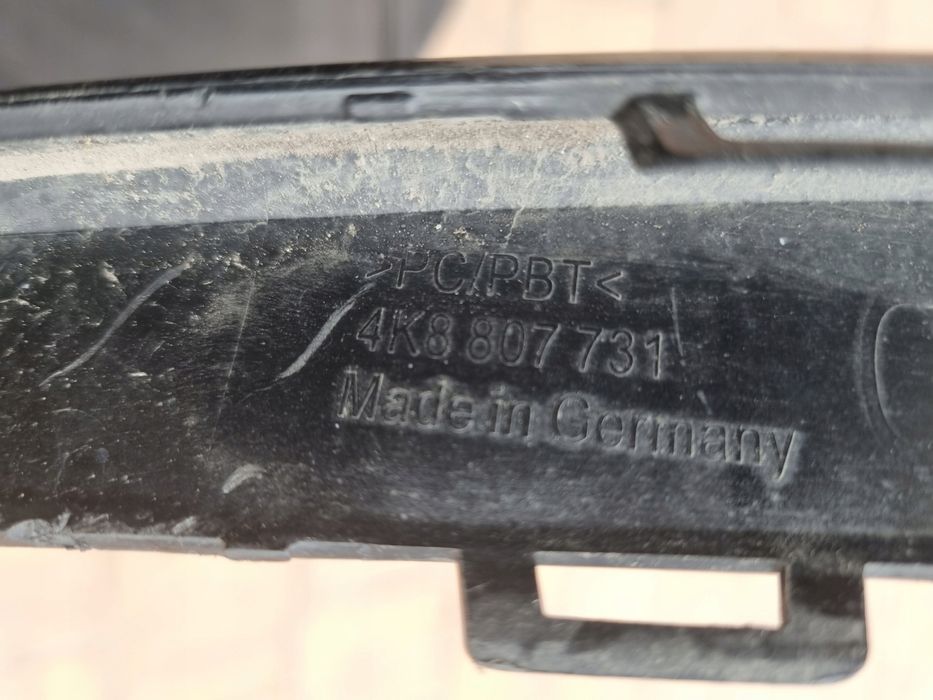 >PC/PBT<
4K8 807 731
Made in Germany